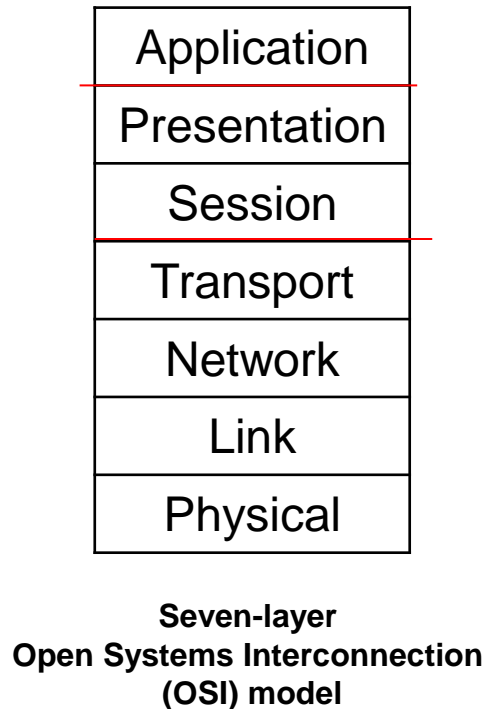 Application
Presentation
Session
Transport
Network
Link
Physical
Seven-layer
Open Systems Interconnection
(OSI) model